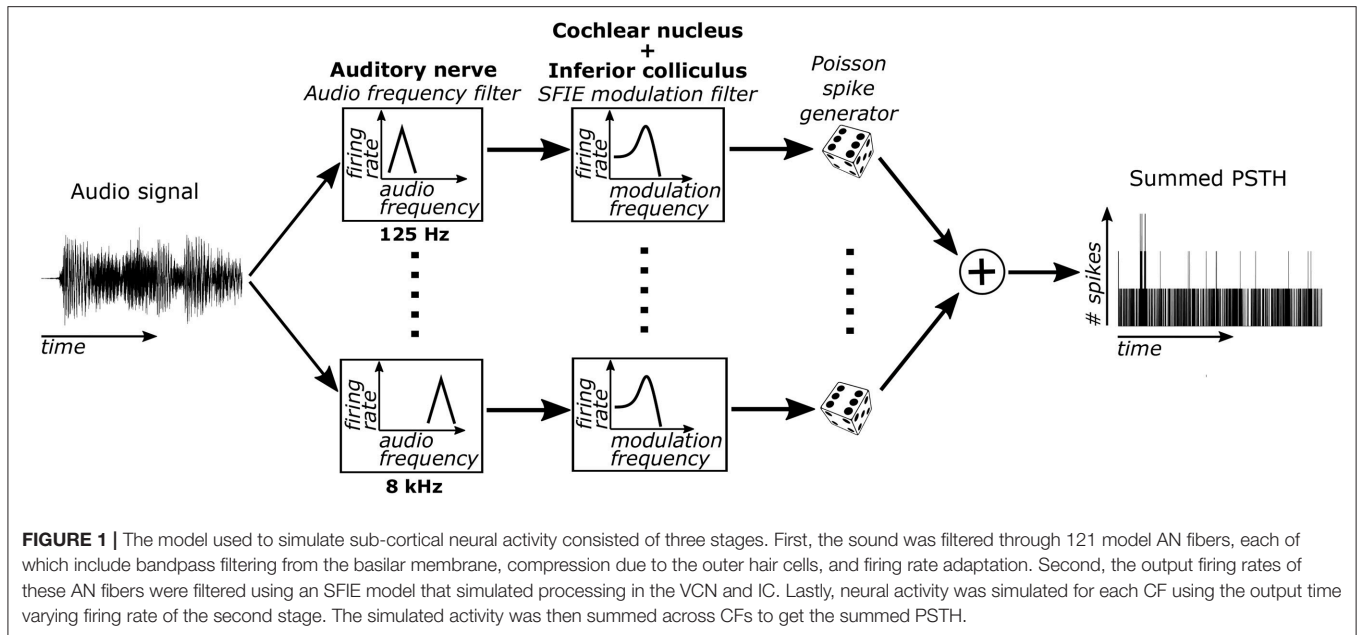 Cochlear nucleus
+
Inferior colliculus
SFIE modulation filter
Auditory nerve
Audio frequency filter
Poisson
spike
generator
Audio signal
time
firing
rate
audio
frequency
125 Hz
firing
rate
modulation
frequency
firing
rate
audio
frequency
8 kHz
firing
rate
modulation
frequency
+
Summed PSTH
# spikes
time
FIGURE 1 | The model used to simulate sub-cortical neural activity consisted of three stages. First, the sound was filtered through 121 model AN fibers, each of
which include bandpass filtering from the basilar membrane, compression due to the outer hair cells, and firing rate adaptation. Second, the output firing rates of
these AN fibers were filtered using an SFIE model that simulated processing in the VCN and IC. Lastly, neural activity was simulated for each CF using the output time
varying firing rate of the second stage. The simulated activity was then summed across CFs to get the summed PSTH.